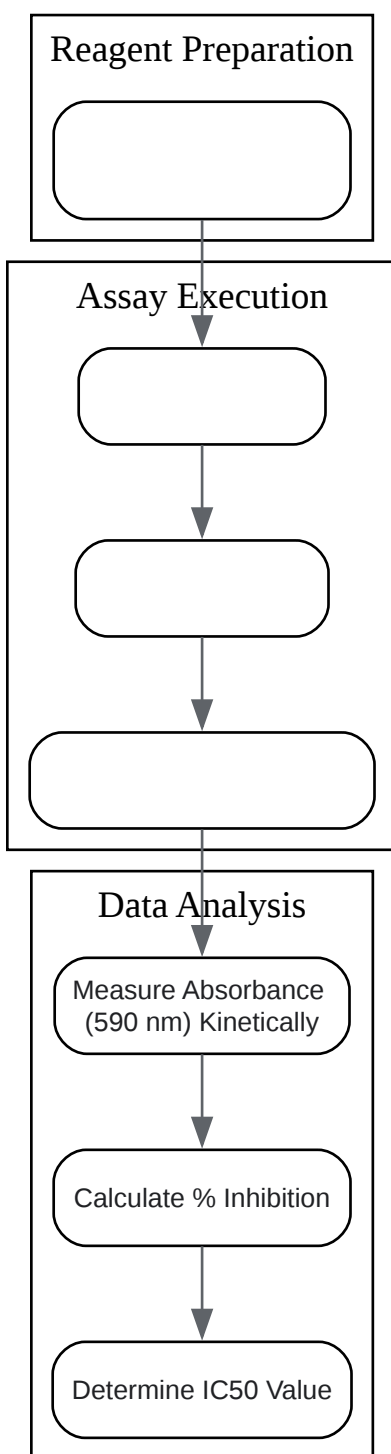 Reagent Preparation
Assay Execution
Data Analysis
Measure Absorbance
(590 nm) Kinetically
Calculate % Inhibition
Determine IC50 Value